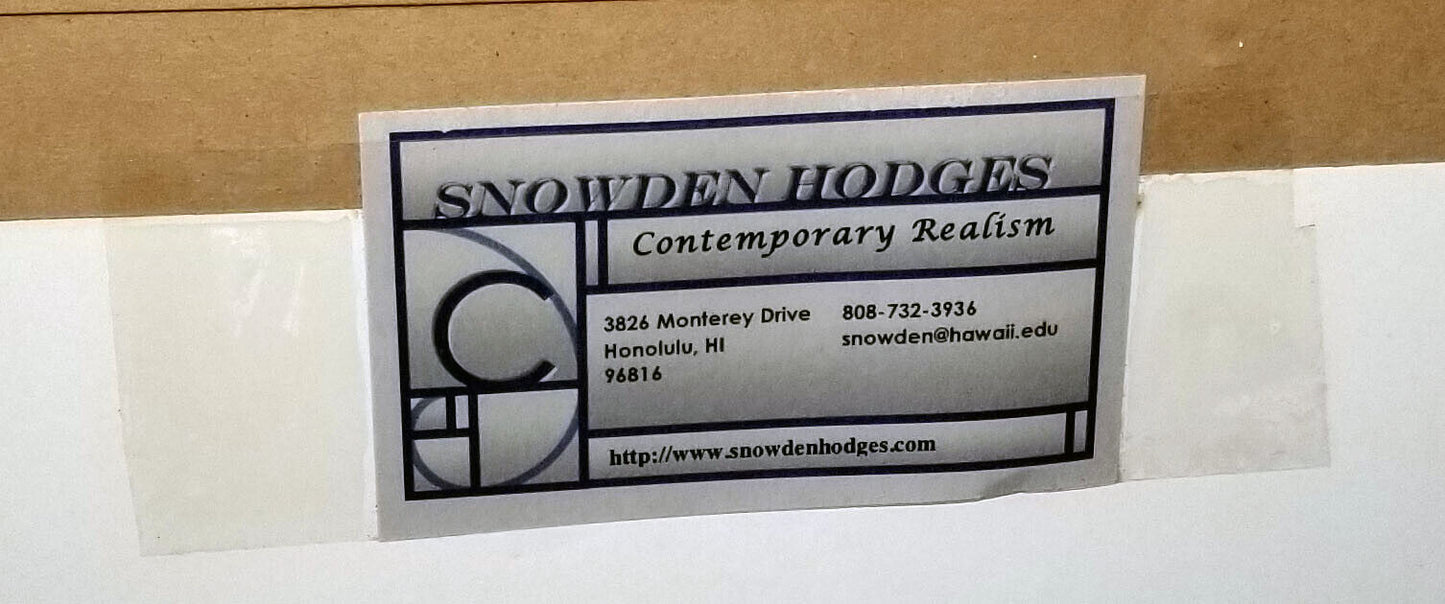 SNOWDEN HODGES
Contemporary Realism
3826 Monterey Drive
Honolulu, HI
96816
808-732-3936
snowden@hawaii.edu
http://www.snowdenhodges.com